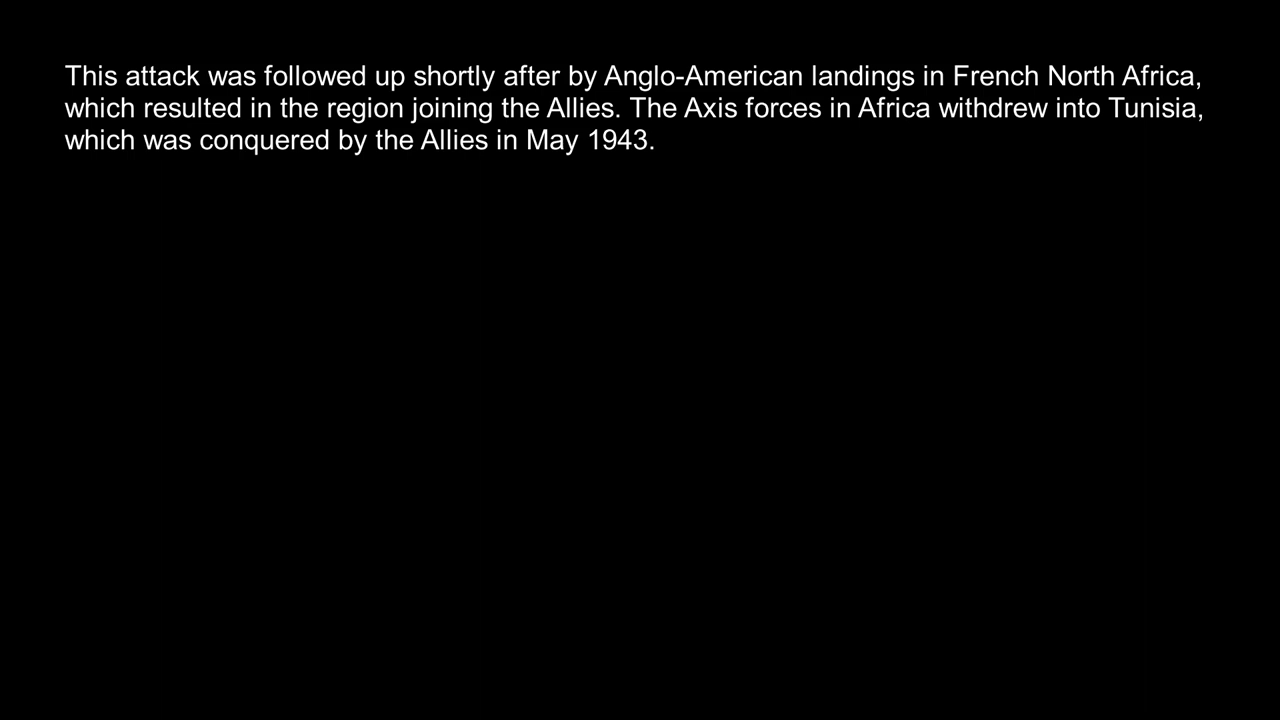 This attack was followed up shortly after by Anglo-American landings in French North Africa,
which resulted in the region joining the Allies. The Axis forces in Africa withdrew into Tunisia,
which was conquered by the Allies in May 1943.